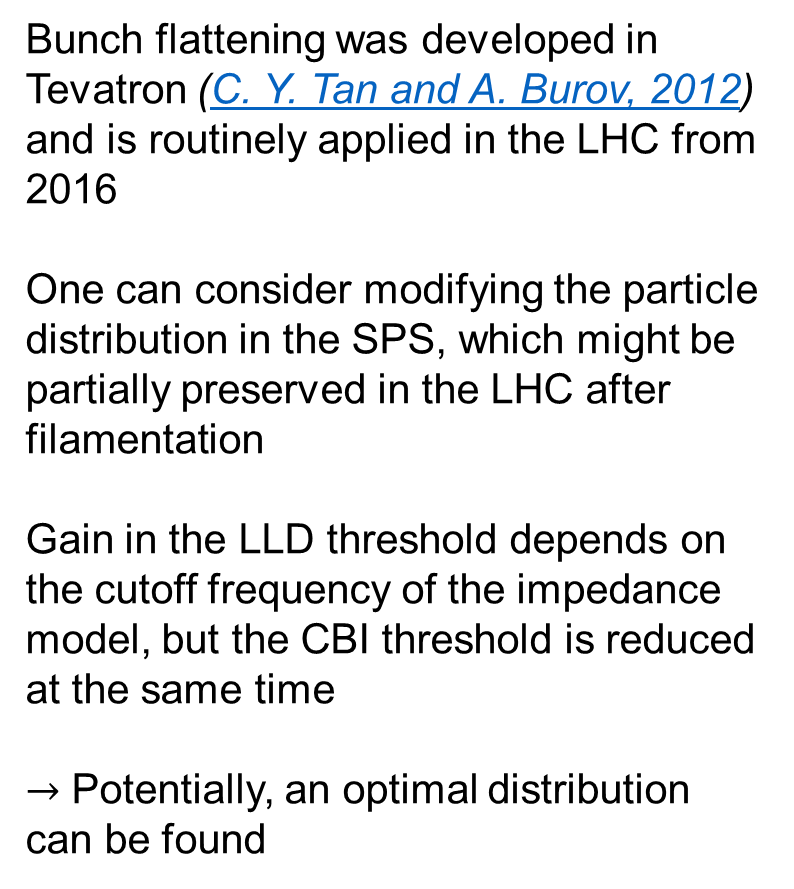 Bunch flattening was developed in
Tevatron (C. Y. Tan and A. Burov, 2012)
and is routinely applied in the LHC from
2016
One can consider modifying the particle
distribution in the SPS, which might be
partially preserved in the LHC after
filamentation
Gain in the LLD threshold depends on
the cutoff frequency of the impedance
model, but the CBI threshold is reduced
at the same time
→ Potentially, an optimal distribution
can be found